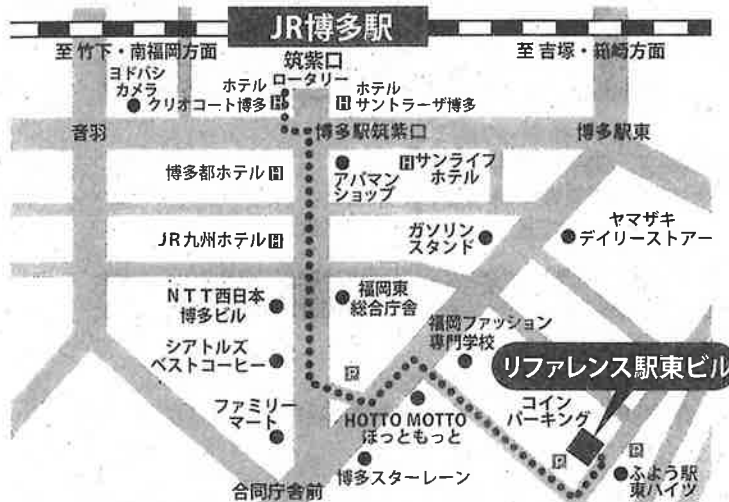 JR博多駅
至 竹下・南福岡方面
筑紫口
ロータリー
至 吉塚・箱崎方面
ヨドバシ
カメラ
ホテル
クリオコート博多 H
H ホテル
サントラーザ博多
音羽
博多駅筑紫口
博多駅東
博多都ホテル H
アパマン
ショップ
H サンライフ
ホテル
JR九州ホテル H
ガソリン
スタンド
ヤマザキ
デイリーストアー
NTT西日本
博多ビル
福岡東
総合庁舎
福岡ファッション
専門学校
シアトルズ
ベストコーヒー
P
リファレンス駅東ビル
ファミリー
マート
HOTTO MOTTO
ほっともっと
コイン
パーキング
P
P
合同庁舎前
博多スターレーン
ふよう駅
東ハイツ